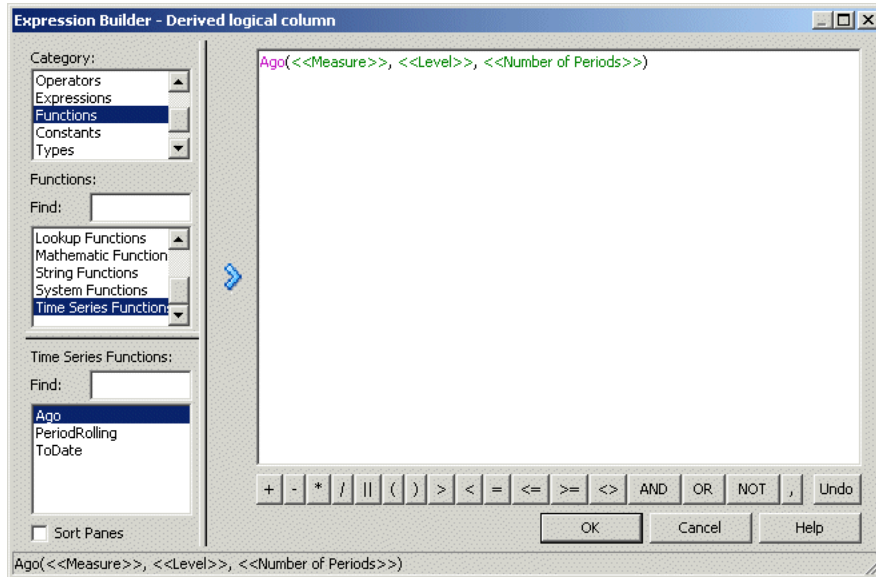 Expression Builder - Derived logical column
Category:
Operators
Expressions
Functions
Constants
Types
Functions:
Find:
Lookup Functions
Mathematic Function
String Functions
System Functions
Time Series Function
Time Series Functions:
Find:
Ago
PeriodRolling
ToDate
Sort Panes
Ago(<<Measure>>, <<Level>>, <<Number of Periods>>)
+ - * / || ( ) > < = <= >= <> AND OR NOT , Undo
OK Cancel Help
Ago(<<Measure>>, <<Level>>, <<Number of Periods>>)